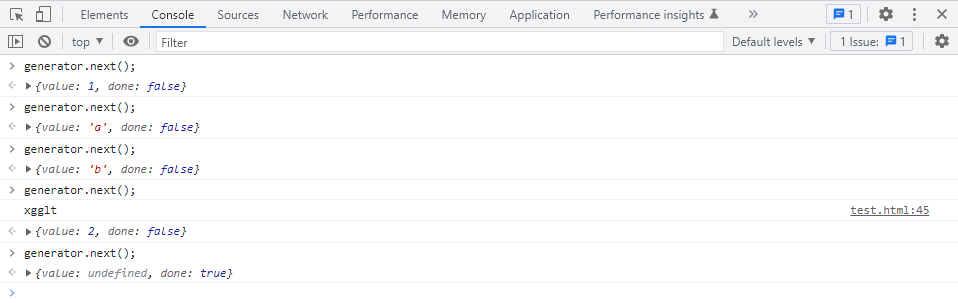 Elements Console Sources Network Performance Memory Application Performance insights 1
top Filter Default levels 1 Issue: 1
generator.next();
{value: 1, done: false}
generator.next();
{value: 'a', done: false}
generator.next();
{value: 'b', done: false}
generator.next();
xgglt test.html:45
{value: 2, done: false}
generator.next();
{value: undefined, done: true}